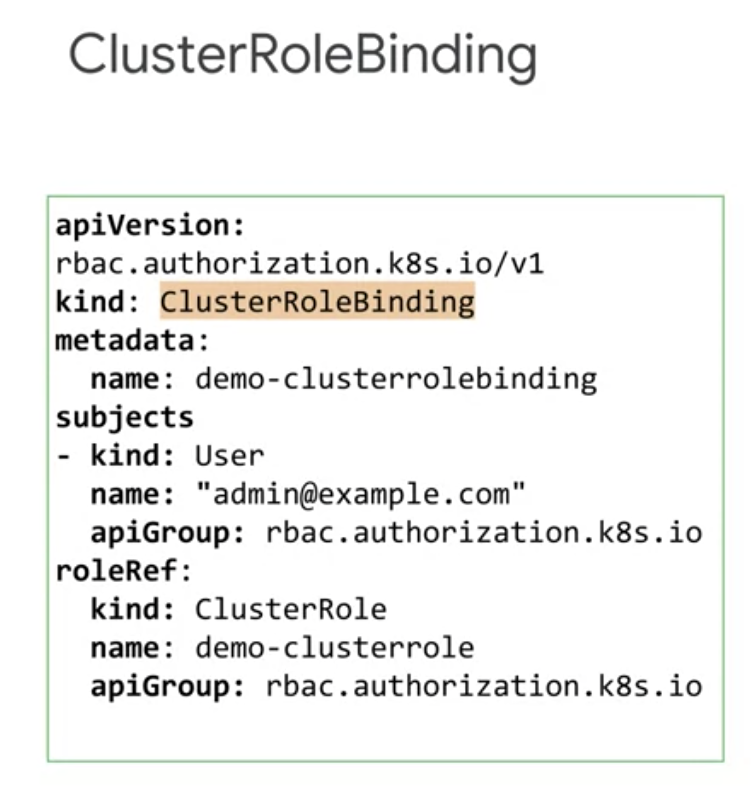 ClusterRoleBinding
apiVersion:
rbac.authorization.k8s.io/v1
kind: ClusterRoleBinding
metadata:
  name: demo-clusterrolebinding
subjects
- kind: User
  name: "admin@example.com"
  apiGroup: rbac.authorization.k8s.io
roleRef:
  kind: ClusterRole
  name: demo-clusterrole
  apiGroup: rbac.authorization.k8s.io